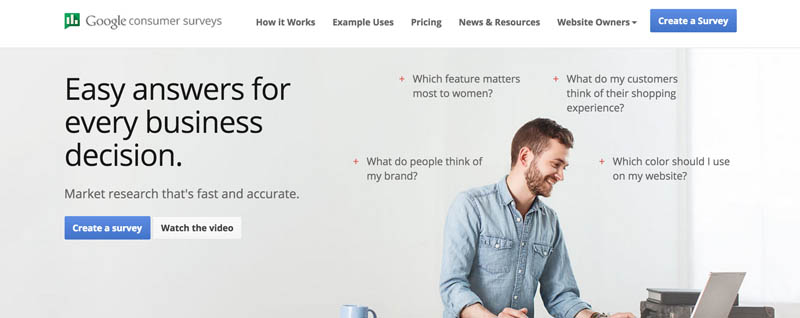 Google consumer surveys
How it Works
Example Uses
Pricing
News & Resources
Website Owners
Create a Survey
Easy answers for
every business
decision.
Market research that's fast and accurate.
Create a survey
Watch the video
+ Which feature matters
most to women?
+ What do my customers
think of their shopping
experience?
+ What do people think of
my brand?
+ Which color should I use
on my website?